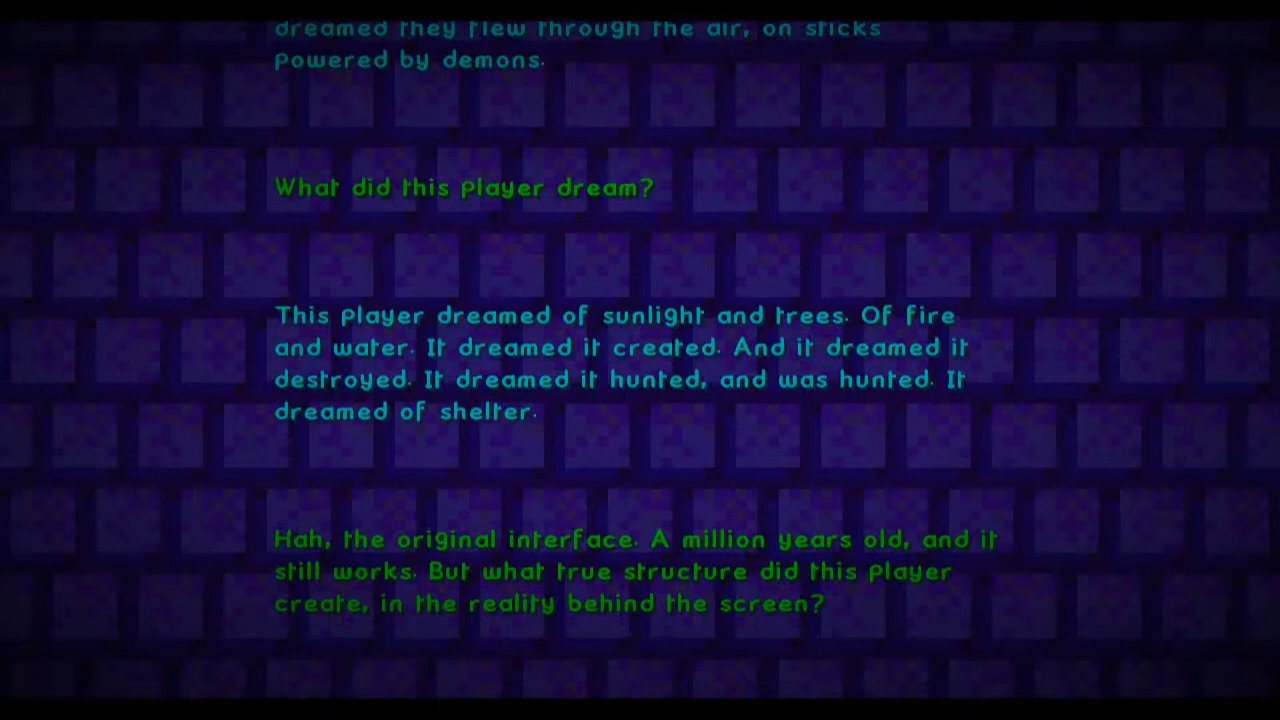 dreamed they flew through the air, on sticks
powered by demons.
What did this player dream?
This player dreamed of sunlight and trees. Of fire
and water. It dreamed it created. And it dreamed it
destroyed. It dreamed it hunted, and was hunted. It
dreamed of shelter.
Hah, the original interface. A million years old, and it
still works. But what true structure did this player
create, in the reality behind the screen?